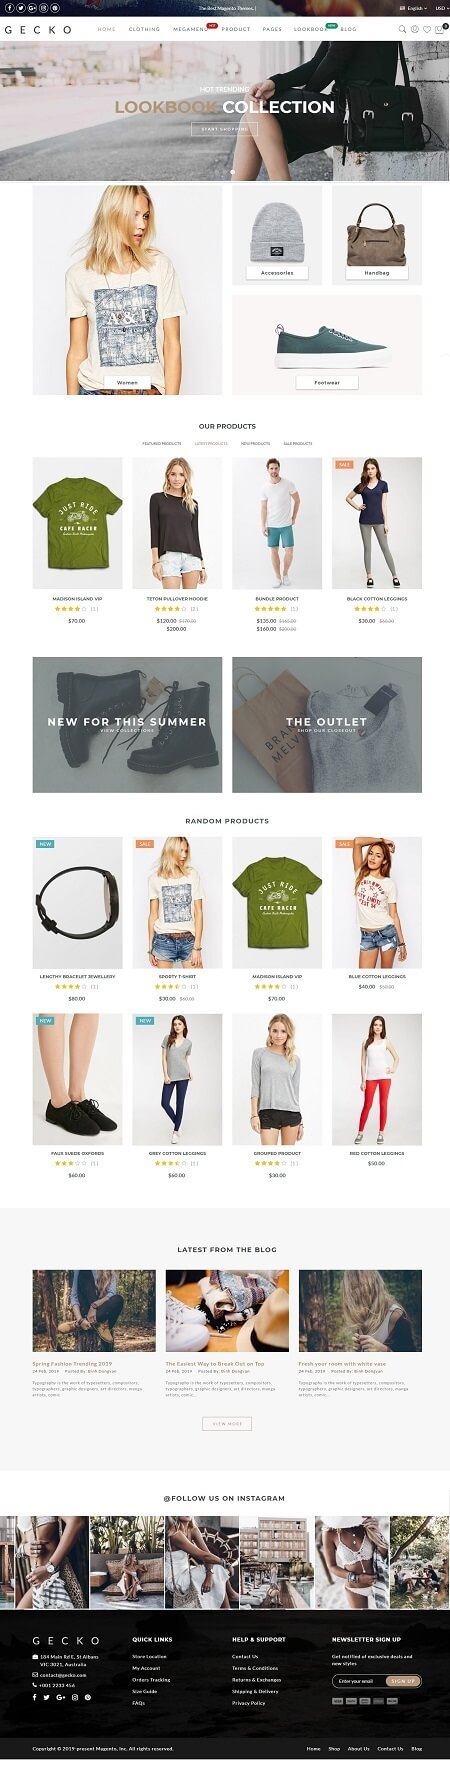 The Best Magento Themes. |
English
USD
GECKO
HOME
CLOTHING
MEGAMENU
HOT
PRODUCT
PAGES
LOOKBOOK
NEW
BLOG
HOT TRENDING
LOOKBOOK COLLECTION
START SHOPPING
A & F
Women
Accessories
Handbag
Footwear
OUR PRODUCTS
FEATURED PRODUCTS
LATEST PRODUCTS
NEW PRODUCTS
SALE PRODUCTS
JUST RIDE
CAFE RACER
SALE
MADISON ISLAND VIP
(1)
$70.00
TETON PULLOVER HOODIE
(2)
$120.00 $170.00
$200.00
BUNDLE PRODUCT
(1)
$135.00 $165.00
$160.00 $200.00
BLACK COTTON LEGGINGS
(1)
$30.00 $60.00
NEW FOR THIS SUMMER
VIEW COLLECTIONS
BRAN
MELV
THE OUTLET
SHOP OUR CLOSEOUT
RANDOM PRODUCTS
NEW
SALE
JUST RIDE
CAFE RACER
SALE
LENGTHY BRACELET JEWELLERY
(1)
$80.00
SPORTY T-SHIRT
(1)
$30.00 $60.00
MADISON ISLAND VIP
(1)
$70.00
BLUE COTTON LEGGINGS
$40.00 $60.00
NEW
NEW
FAUX SUEDE OXFORDS
(1)
$60.00
GREY COTTON LEGGINGS
(1)
$60.00
GROUPED PRODUCT
(1)
$30.00
RED COTTON LEGGINGS
$50.00
LATEST FROM THE BLOG
Spring Fashion Trending 2019
24 Feb, 2019 Posted By: Dinh Dongvan
Typography is the work of typesetters, compositors,
typographers, graphic designers, art directors, manga
artists, comic
The Easiest Way to Break Out on Top
24 Feb, 2019 Posted By: Dinh Dongvan
Typography is the work of typesetters, compositors,
typographers, graphic designers, art directors, manga
artists, comic...
Fresh your room with white vase
24 Feb, 2019 Posted By: Dinh Dongvan
Typography is the work of typesetters, compositors,
typographers, graphic designers, art directors, manga
artists, comic...
VIEW MORE
@FOLLOW US ON INSTAGRAM
GECKO
184 Main Rd E, St Albans
VIC 3021, Australia
contact@gecko.com
+001 2233 456
QUICK LINKS
Store Location
My Account
Orders Tracking
Size Guide
FAQs
HELP & SUPPORT
Contact Us
Terms & Conditions
Returns & Exchanges
Shipping & Delivery
Privacy Policy
NEWSLETTER SIGN UP
Get notified of exclusive deals and
new styles
Enter your email
SIGN UP
Copyright © 2019-present Magento, Inc. All rights reserved.
Home
Shop
About Us
Contact Us
Blog